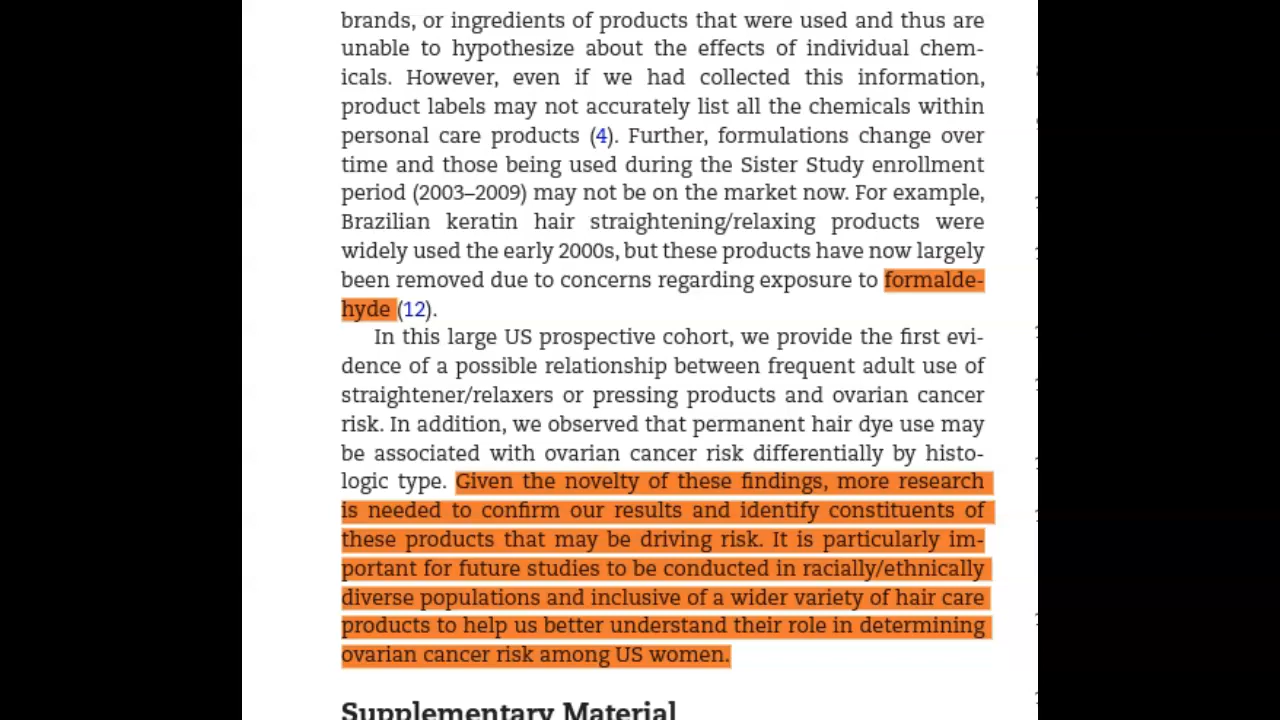 brands, or ingredients of products that were used and thus are
unable to hypothesize about the effects of individual chem-
icals. However, even if we had collected this information,
product labels may not accurately list all the chemicals within
personal care products (4). Further, formulations change over
time and those being used during the Sister Study enrollment
period (2003–2009) may not be on the market now. For example,
Brazilian keratin hair straightening/relaxing products were
widely used the early 2000s, but these products have now largely
been removed due to concerns regarding exposure to formalde-
hyde (12).
In this large US prospective cohort, we provide the first evi-
dence of a possible relationship between frequent adult use of
straightener/relaxers or pressing products and ovarian cancer
risk. In addition, we observed that permanent hair dye use may
be associated with ovarian cancer risk differentially by histo-
logic type. Given the novelty of these findings, more research
is needed to confirm our results and identify constituents of
these products that may be driving risk. It is particularly im-
portant for future studies to be conducted in racially/ethnically
diverse populations and inclusive of a wider variety of hair care
products to help us better understand their role in determining
ovarian cancer risk among US women.
Supplementary Material